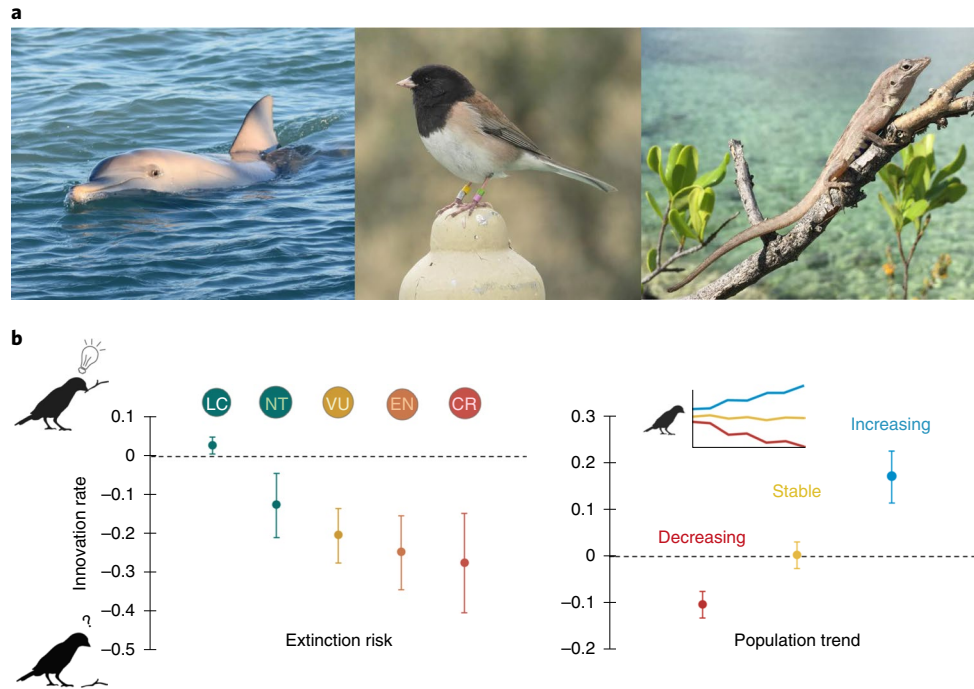 a
b
LC NT VU EN CR
0.1
0
–0.1
–0.2
–0.3
–0.4
–0.5
Innovation rate
?
Extinction risk
0.3
0.2
0.1
0
–0.1
–0.2
Increasing
Stable
Decreasing
Population trend